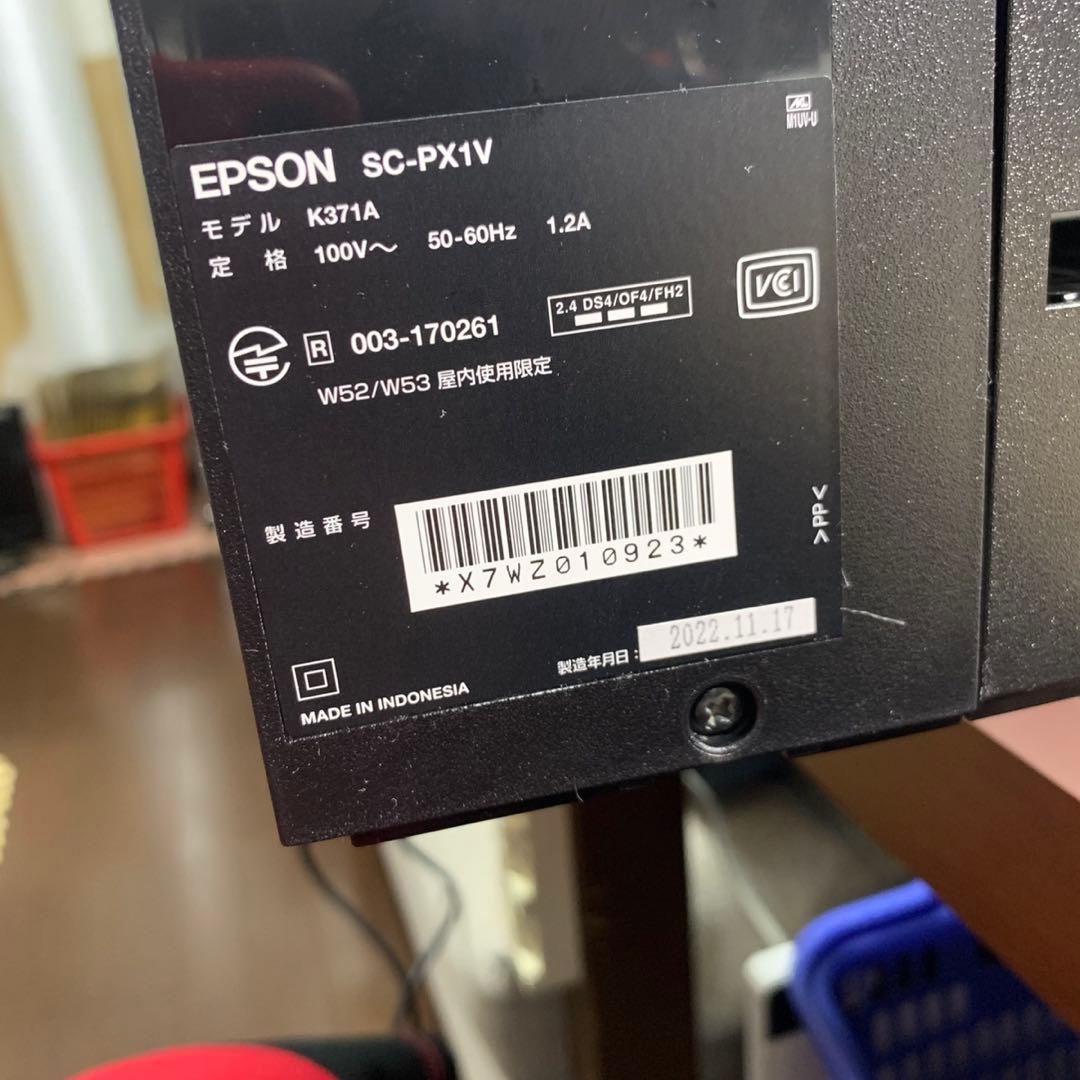 M1UV-U
EPSON SC-PX1V
モデル K371A
定 格 100V～ 50-60Hz 1.2A
R 003-170261
2.4 DS4/OF4/FH2
VCCI
W52/W53 屋内使用限定
製造番号
*X7WZ010923*
>PP<
製造年月日：2022.11.17
MADE IN INDONESIA